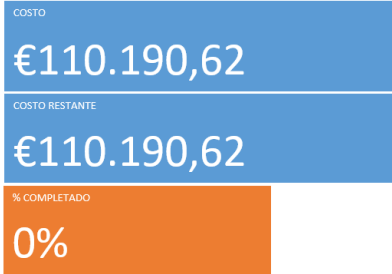 COSTO
€110.190,62
COSTO RESTANTE
€110.190,62
% COMPLETADO
0%